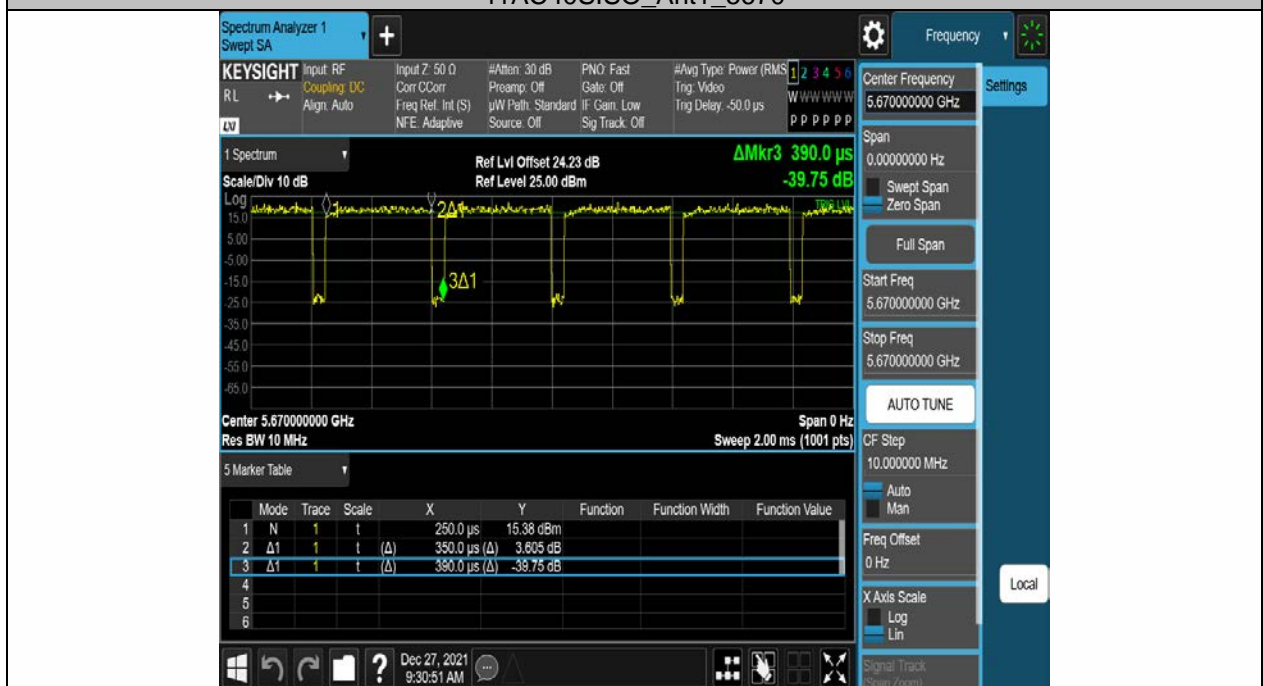 Spectrum Analyzer 1
Swept SA
+
Frequency
KEYSIGHT
RL
LXI
Input: RF
Coupling: DC
Align: Auto
Input Z: 50 Ω
Corr CCorr
Freq Ref: Int (S)
NFE: Adaptive
#Atten: 30 dB
Preamp: Off
µW Path: Standard
Source: Off
PNO: Fast
Gate: Off
IF Gain: Low
Sig Track: Off
#Avg Type: Power (RMS
Trig: Video
Trig Delay: -50.0 µs
1 2 3 4 5 6
W W W W W W
P P P P P P
Center Frequency
5.670000000 GHz
Settings
Span
0.00000000 Hz
Swept Span
Zero Span
Full Span
Start Freq
5.670000000 GHz
Stop Freq
5.670000000 GHz
AUTO TUNE
CF Step
10.000000 MHz
Auto
Man
Freq Offset
0 Hz
X Axis Scale
Log
Lin
Signal Track
(Span Zoom)
Local
1 Spectrum
Scale/Div 10 dB
Ref Lvl Offset 24.23 dB
Ref Level 25.00 dBm
ΔMkr3 390.0 µs
-39.75 dB
Log
15.0
5.00
-5.00
-15.0
-25.0
-35.0
-45.0
-55.0
-65.0
1
2Δ1
3Δ1
TRIG LVL
Center 5.670000000 GHz
Res BW 10 MHz
Span 0 Hz
Sweep 2.00 ms (1001 pts)
5 Marker Table
Mode Trace Scale X Y Function Function Width Function Value
1 N 1 t 250.0 µs 15.38 dBm
2 Δ1 1 t (Δ) 350.0 µs (Δ) 3.605 dB
3 Δ1 1 t (Δ) 390.0 µs (Δ) -39.75 dB
4
5
6
?
Dec 27, 2021
9:30:51 AM